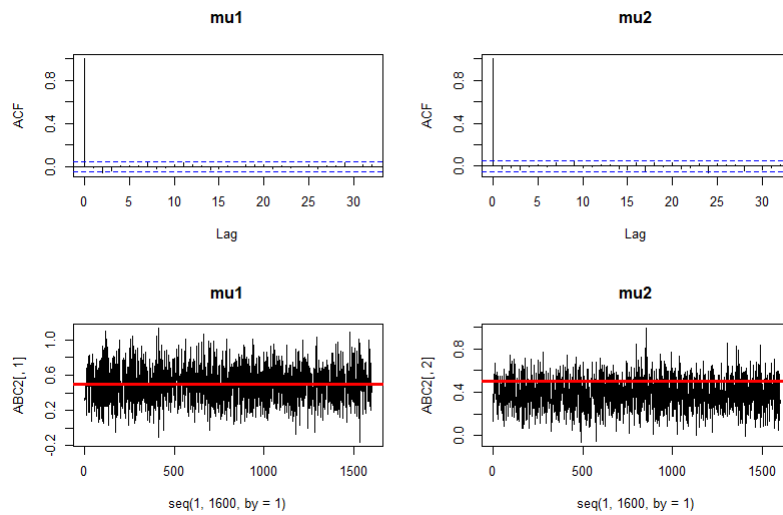 mu1
ACF
0.0 0.4 0.8
0 5 10 15 20 25 30
Lag
mu2
ACF
0.0 0.4 0.8
0 5 10 15 20 25 30
Lag
mu1
ABC2[, 1]
-0.2 0.2 0.6 1.0
0 500 1000 1500
seq(1, 1600, by = 1)
mu2
ABC2[, 2]
0.0 0.4 0.8
0 500 1000 1500
seq(1, 1600, by = 1)